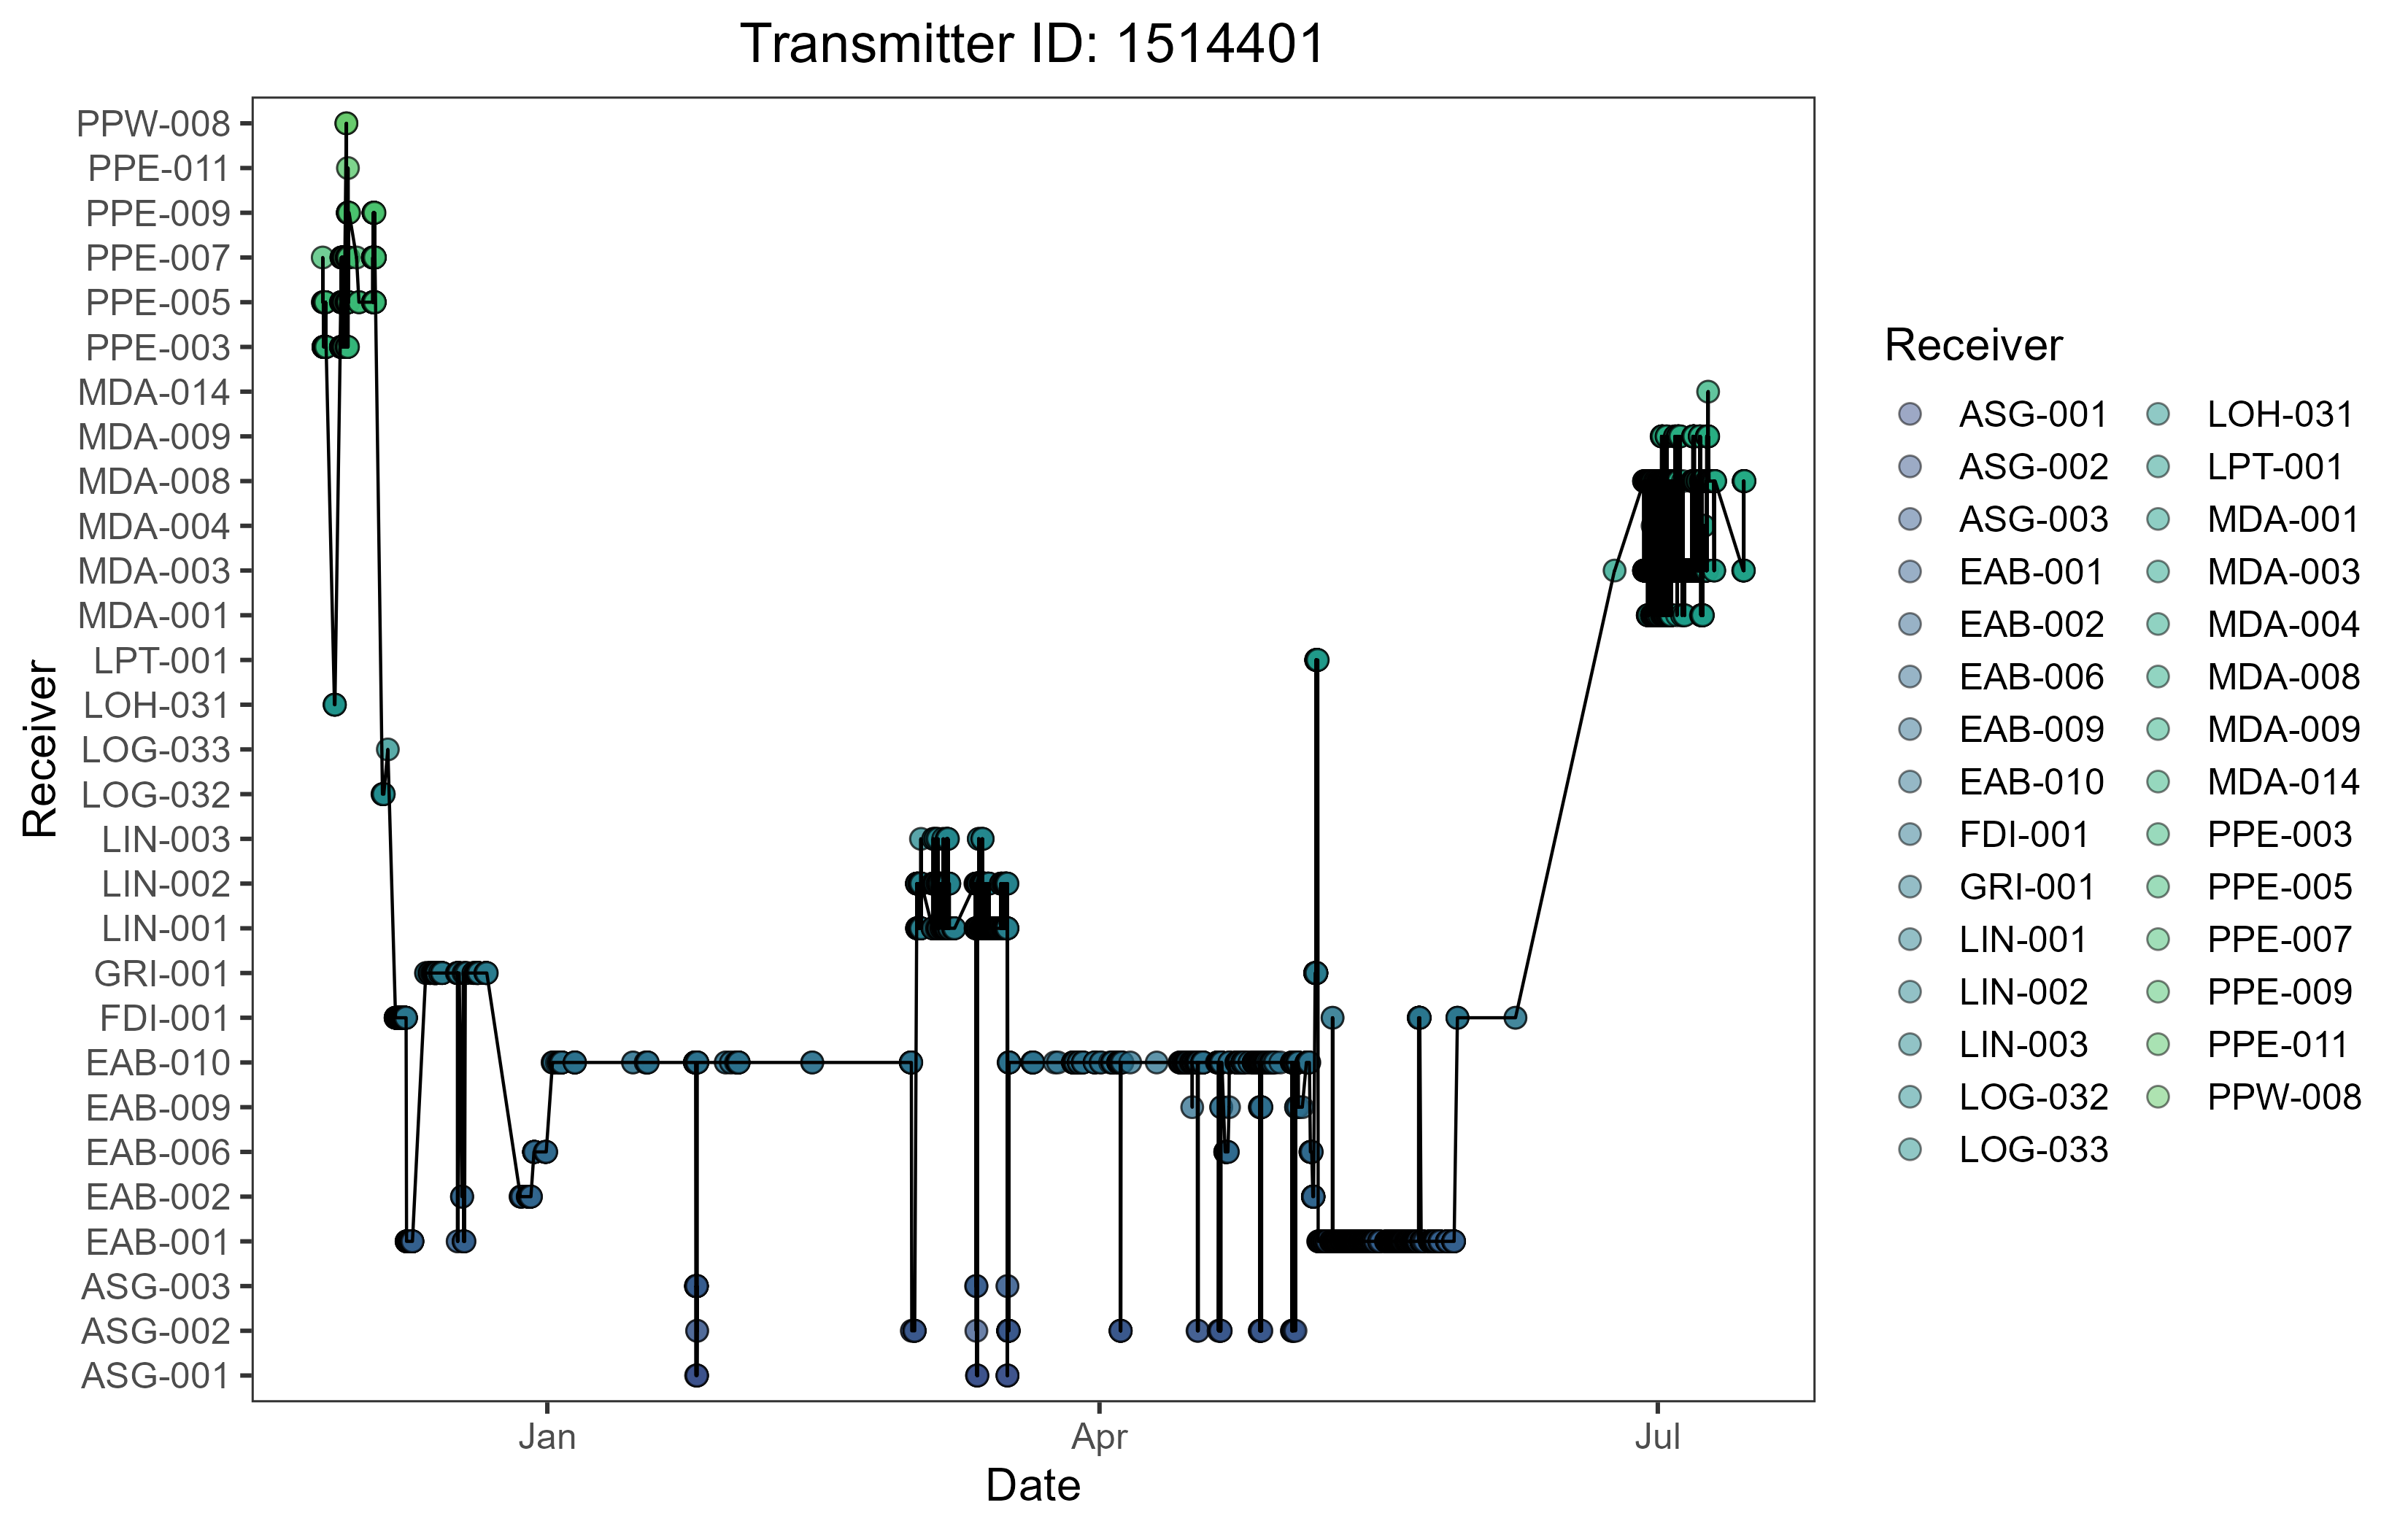 Transmitter ID: 1514401
Receiver
PPW-008
PPE-011
PPE-009
PPE-007
PPE-005
PPE-003
MDA-014
MDA-009
MDA-008
MDA-004
MDA-003
MDA-001
LPT-001
LOH-031
LOG-033
LOG-032
LIN-003
LIN-002
LIN-001
GRI-001
FDI-001
EAB-010
EAB-009
EAB-006
EAB-002
EAB-001
ASG-003
ASG-002
ASG-001
Jan
Apr
Jul
Date
Receiver
ASG-001
ASG-002
ASG-003
EAB-001
EAB-002
EAB-006
EAB-009
EAB-010
FDI-001
GRI-001
LIN-001
LIN-002
LIN-003
LOG-032
LOG-033
LOH-031
LPT-001
MDA-001
MDA-003
MDA-004
MDA-008
MDA-009
MDA-014
PPE-003
PPE-005
PPE-007
PPE-009
PPE-011
PPW-008